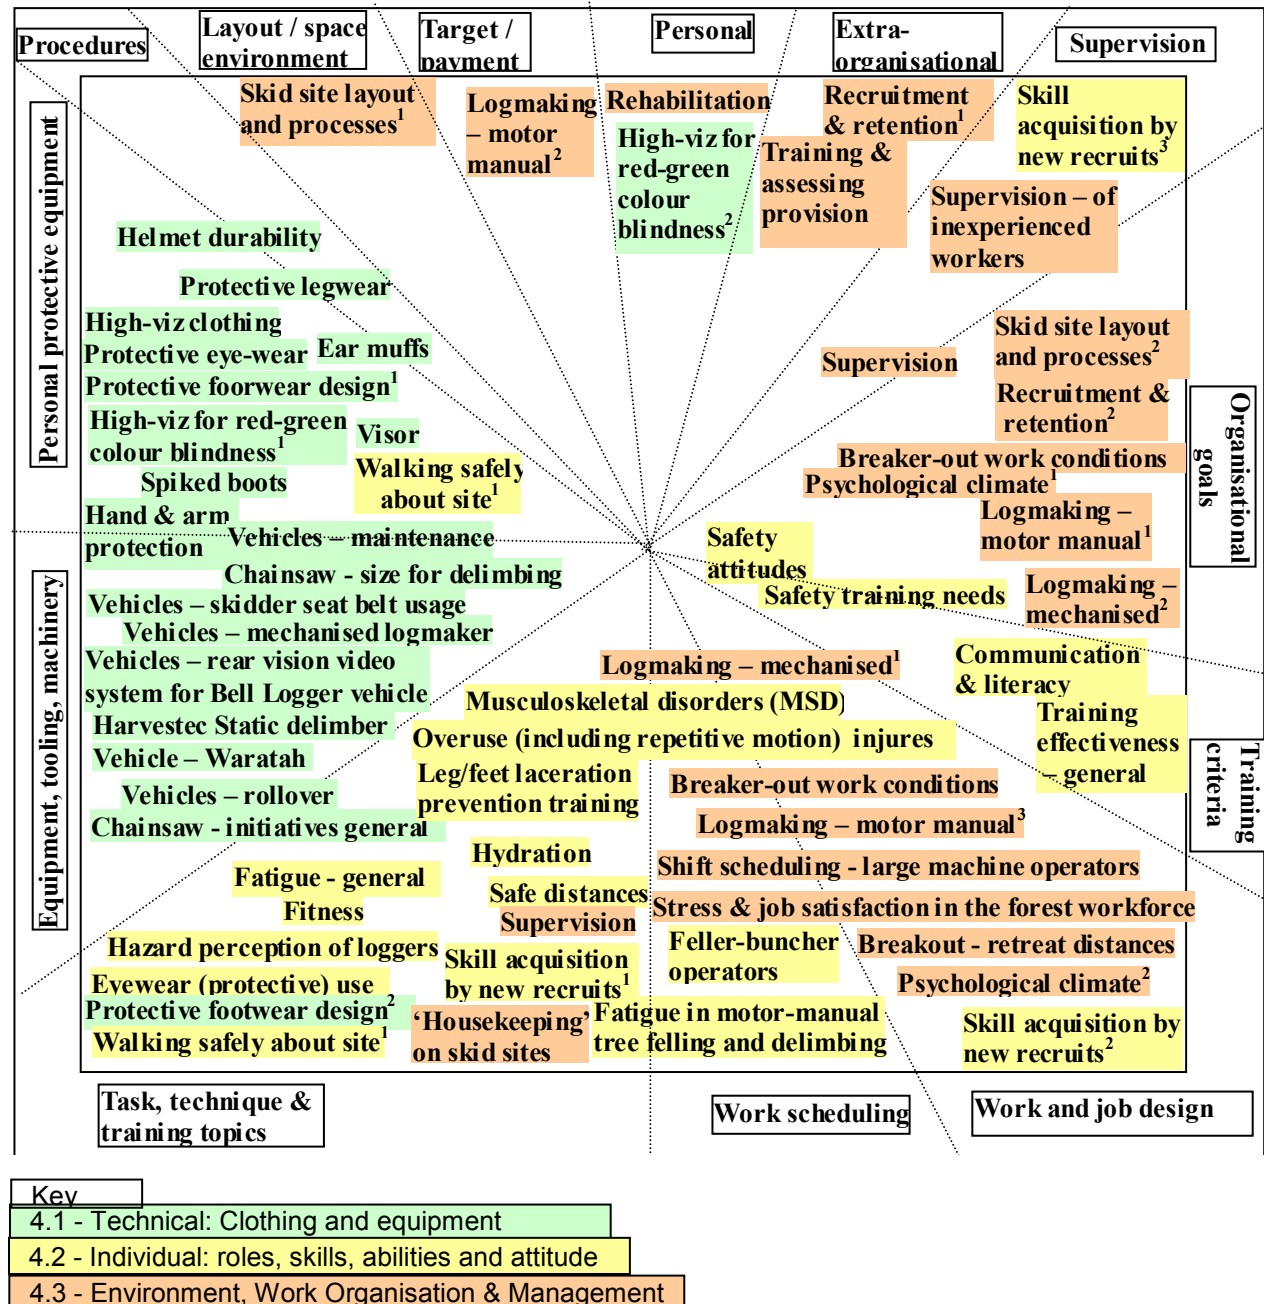 Procedures
Layout / space
environment
Target /
payment
Personal
Extra-
organisational
Supervision
Personal protective equipment
Skid site layout
and processes1
Logmaking
– motor
manual2
Rehabilitation
High-viz for
red-green
colour
blindness2
Recruitment
& retention1
Training &
assessing
provision
Skill
acquisition by
new recruits3
Supervision – of
inexperienced
workers
Helmet durability
Protective legwear
High-viz clothing
Protective eye-wear
Ear muffs
Protective foorwear design1
High-viz for red-green
colour blindness1
Visor
Walking safely
about site1
Spiked boots
Hand & arm
protection
Supervision
Skid site layout
and processes2
Recruitment &
retention2
Breaker-out work conditions
Psychological climate1
Logmaking –
motor manual1
Logmaking –
mechanised2
Organisational
goals
Safety
attitudes
Safety training needs
Equipment, tooling, machinery
Vehicles – maintenance
Chainsaw - size for delimbing
Vehicles – skidder seat belt usage
Vehicles – mechanised logmaker
Vehicles – rear vision video
system for Bell Logger vehicle
Harvestec Static delimber
Vehicle – Waratah
Vehicles – rollover
Chainsaw - initiatives general
Logmaking – mechanised1
Musculoskeletal disorders (MSD)
Overuse (including repetitive motion) injures
Leg/feet laceration
prevention training
Communication
& literacy
Training
effectiveness
– general
Training
criteria
Breaker-out work conditions
Logmaking – motor manual3
Shift scheduling - large machine operators
Stress & job satisfaction in the forest workforce
Feller-buncher
operators
Breakout - retreat distances
Psychological climate2
Skill acquisition by
new recruits2
Hydration
Safe distances
Supervision
Fatigue - general
Fitness
Hazard perception of loggers
Skill acquisition
by new recruits1
Eyewear (protective) use
Protective footwear design2
Walking safely about site1
‘Housekeeping’
on skid sites
Fatigue in motor-manual
tree felling and delimbing
Task, technique &
training topics
Work scheduling
Work and job design
Key
4.1 - Technical: Clothing and equipment
4.2 - Individual: roles, skills, abilities and attitude
4.3 - Environment, Work Organisation & Management